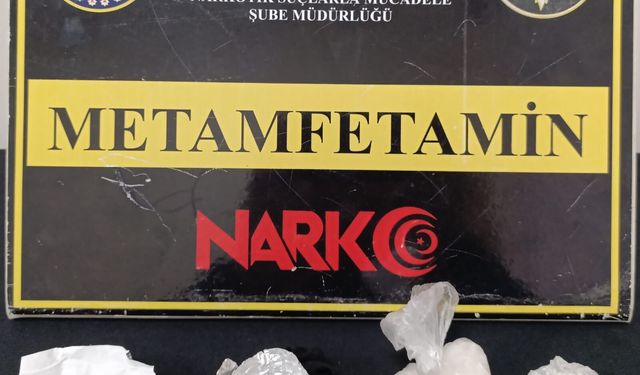 NARKOTİK SUÇLARLA MÜCADELE
ŞUBE MÜDÜRLÜĞÜ
METAMFETAMİN
NARKO